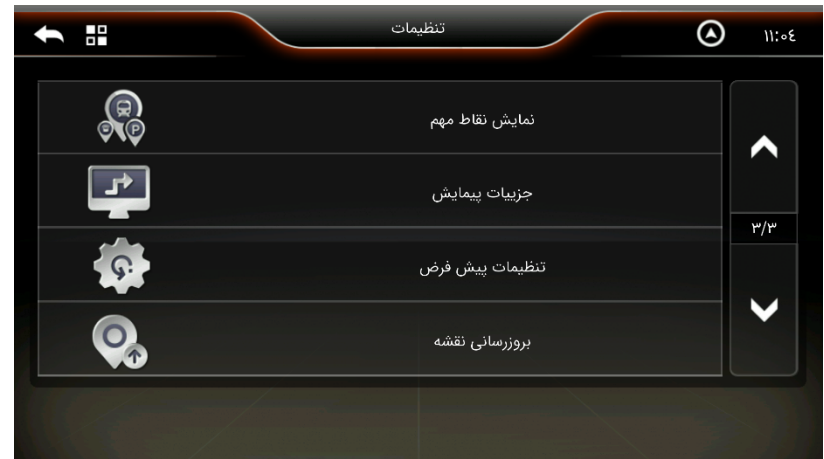 تنظیمات
۱۱:۰٤
نمایش نقاط مهم
جزییات پیمایش
۳/۳
تنظیمات پیش فرض
بروزرسانی نقشه
P